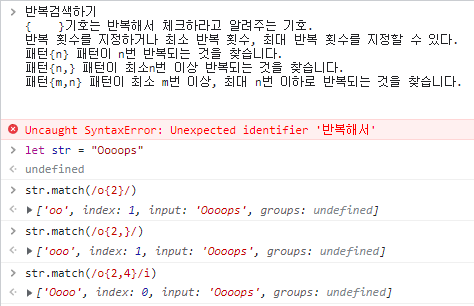 > 반복검색하기
{    }기호는 반복해서 체크하라고 알려주는 기호.
반복 횟수를 지정하거나 최소 반복 횟수, 최대 반복 횟수를 지정할 수 있다.
패턴{n} 패턴이 n번 반복되는 것을 찾습니다.
패턴{n,} 패턴이 최소n번 이상 반복되는 것을 찾습니다.
패턴{m,n} 패턴이 최소 m번 이상, 최대 n번 이하로 반복되는 것을 찾습니다.
Uncaught SyntaxError: Unexpected identifier '반복해서'
> let str = "Oooops"
< undefined
> str.match(/o{2}/)
< ▶ ['oo', index: 1, input: 'Oooops', groups: undefined]
> str.match(/o{2,}/)
< ▶ ['ooo', index: 1, input: 'Oooops', groups: undefined]
> str.match(/o{2,4}/i)
< ▶ ['Oooo', index: 0, input: 'Oooops', groups: undefined]